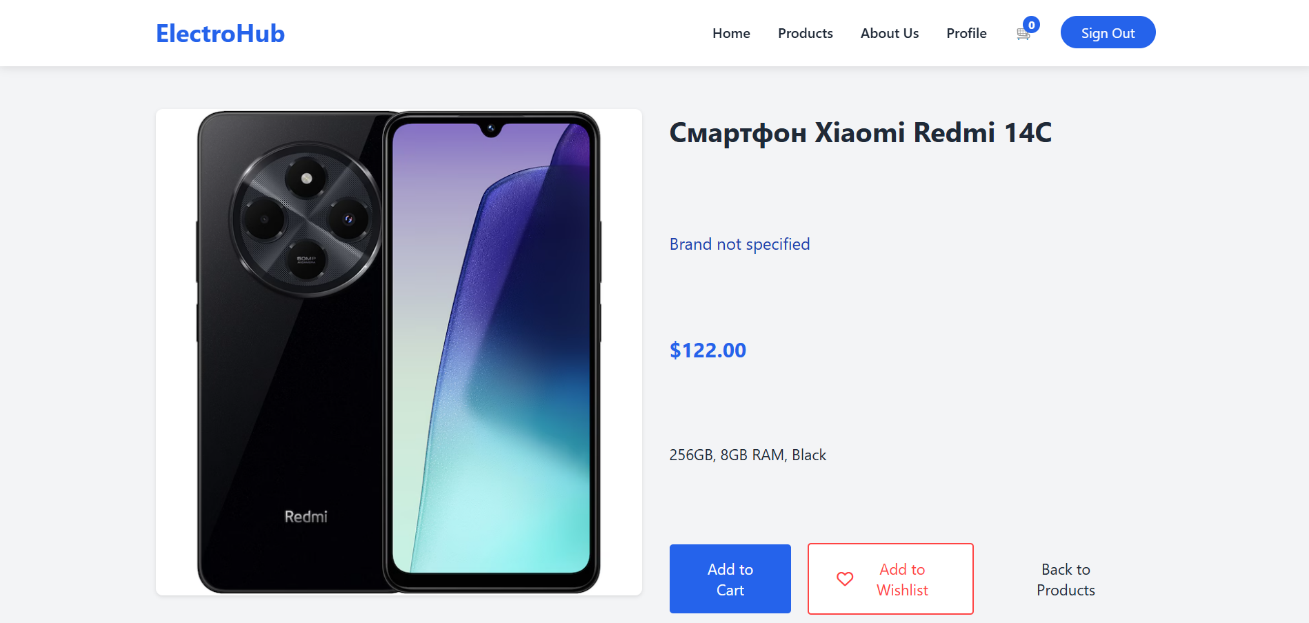 ElectroHub
Home
Products
About Us
Profile
0
Sign Out
Смартфон Xiaomi Redmi 14C
Brand not specified
$122.00
256GB, 8GB RAM, Black
Redmi
Add to
Cart
Add to
Wishlist
Back to
Products